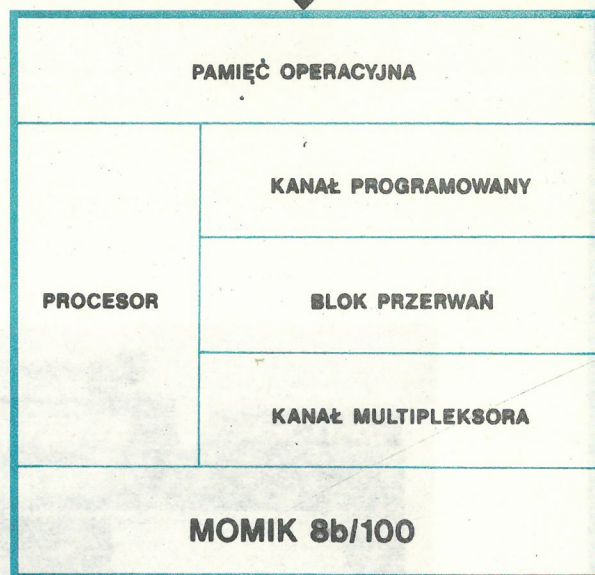 PAMIĘĆ OPERACYJNA
KANAŁ PROGRAMOWANY
PROCESOR
BLOK PRZERWAŃ
KANAŁ MULTIPLEKSORA
MOMIK 8b/100